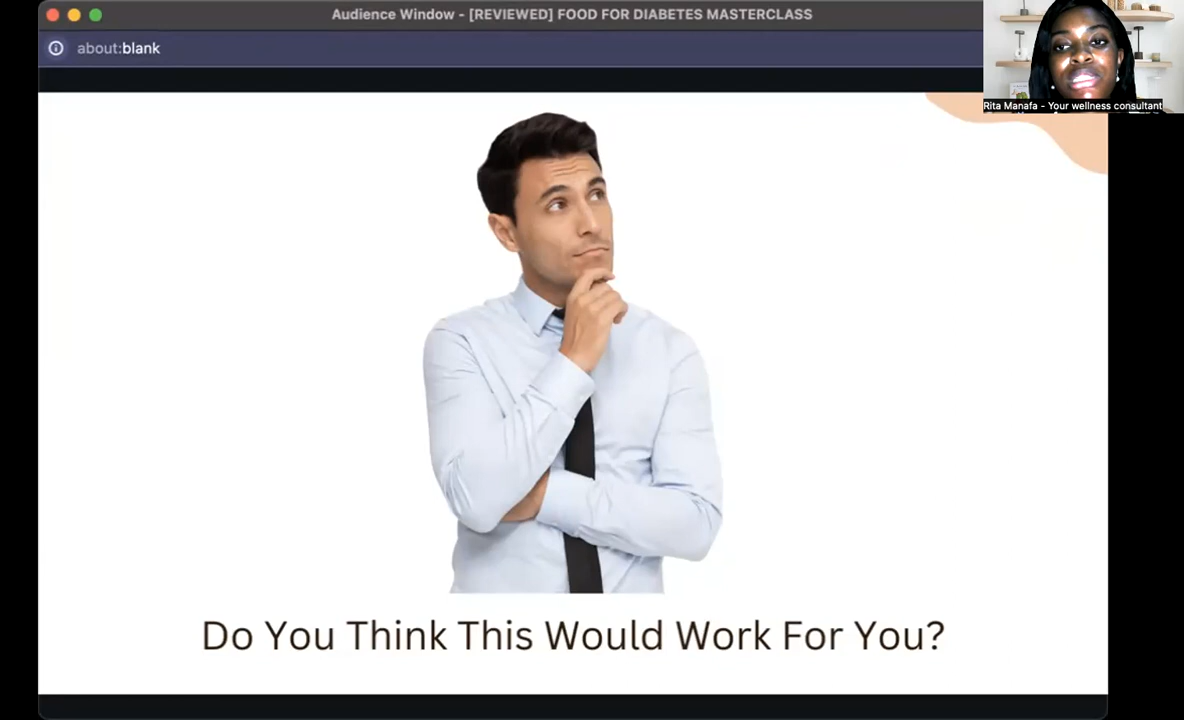 Audience Window - [REVIEWED] FOOD FOR DIABETES MASTERCLASS
about:blank
Rita Manafa - Your wellness consultant
Do You Think This Would Work For You?